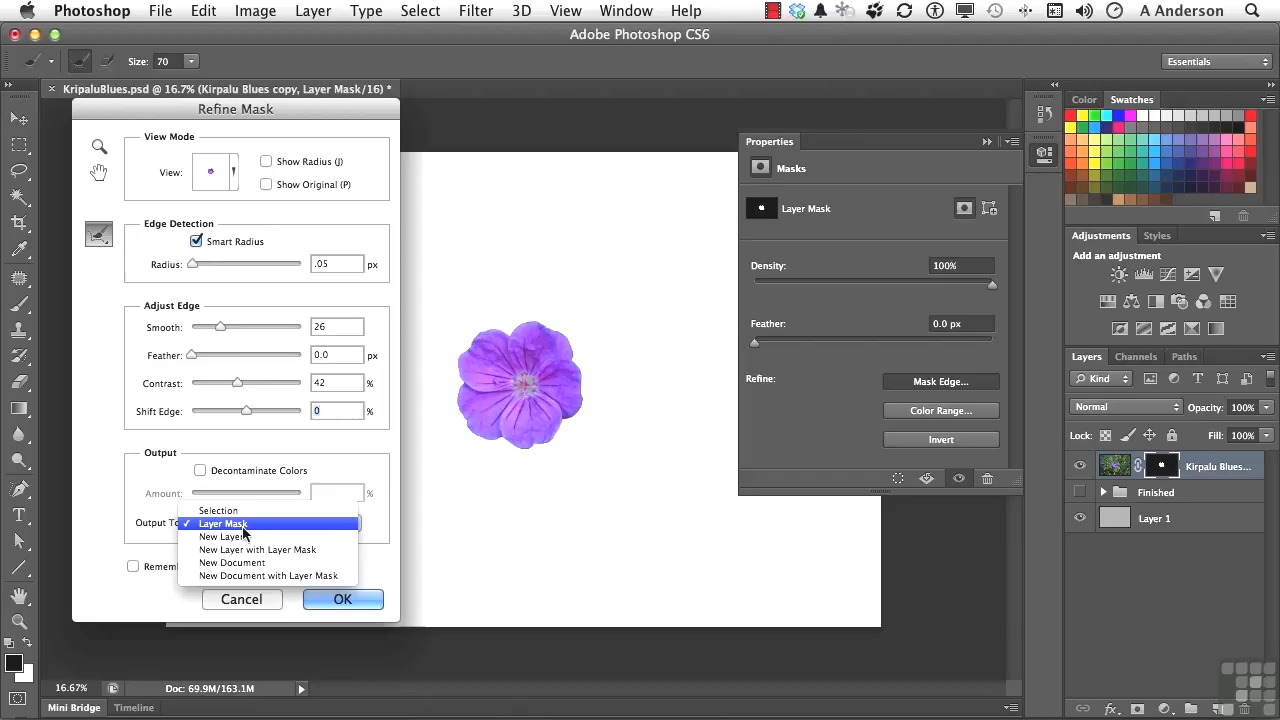 Photoshop File Edit Image Layer Type Select Filter 3D View Window Help A Anderson
Adobe Photoshop CS6
Size: 70 Essentials
KripaluBlues.psd @ 16.7% (Kirpalu Blues copy, Layer Mask/16) *
Refine Mask
View Mode
View:
Show Radius (J)
Show Original (P)
Edge Detection
Smart Radius
Radius: .05 px
Adjust Edge
Smooth: 26
Feather: 0.0 px
Contrast: 42 %
Shift Edge: 0 %
Output
Decontaminate Colors
Amount: %
Output To
Selection
✓ Layer Mask
New Layer
New Layer with Layer Mask
New Document
New Document with Layer Mask
Cancel OK
Properties
Masks
Layer Mask
Density: 100%
Feather: 0.0 px
Refine: Mask Edge...
Color Range...
Invert
Color Swatches
Adjustments Styles
Add an adjustment
Layers Channels Paths
Kind
Normal Opacity: 100%
Lock: Fill: 100%
Kirpalu Blues...
Finished
Layer 1
16.67% Doc: 69.9M/163.1M
Mini Bridge Timeline